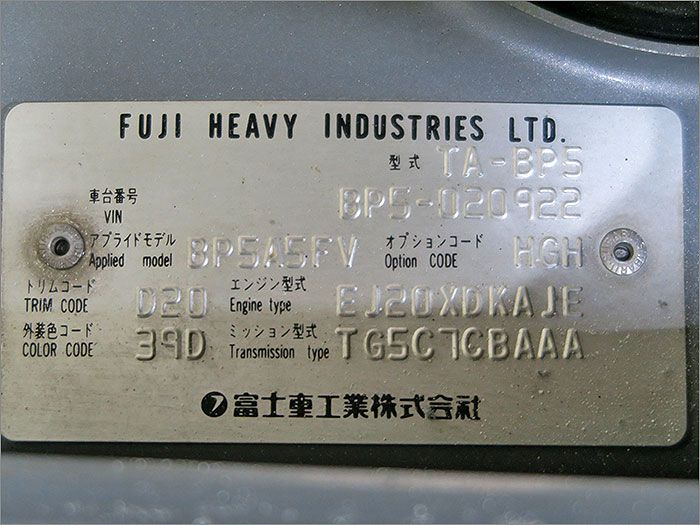 FUJI HEAVY INDUSTRIES LTD.
型式 TA-BP5
車台番号 VIN BP5-020922
アプライドモデル Applied model BP5A5FV オプションコード Option CODE HGH
トリムコード TRIM CODE D20 エンジン型式 Engine type EJ20XDKAJE
外装色コード COLOR CODE 39D ミッション型式 Transmission type TG5C7CBAAA
富士重工業株式会社